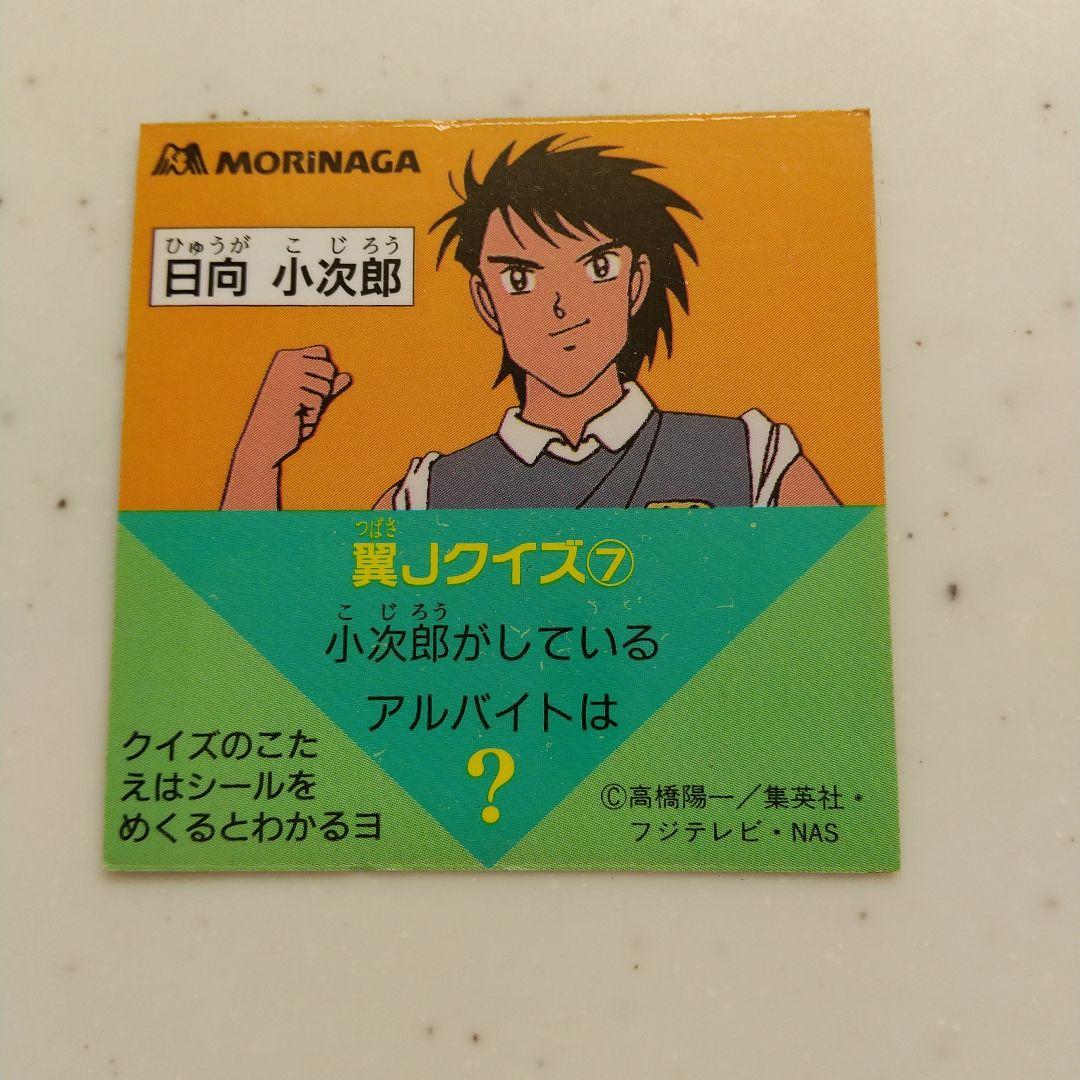 MORiNAGA
ひゅうが こ じ ろう
日向 小次郎
つばさ
翼Jクイズ⑦
こ じ ろう
小次郎がしている
アルバイトは
?
クイズのこた
えはシールを
めくるとわかるヨ
Ⓒ高橋陽一／集英社・
フジテレビ・NAS